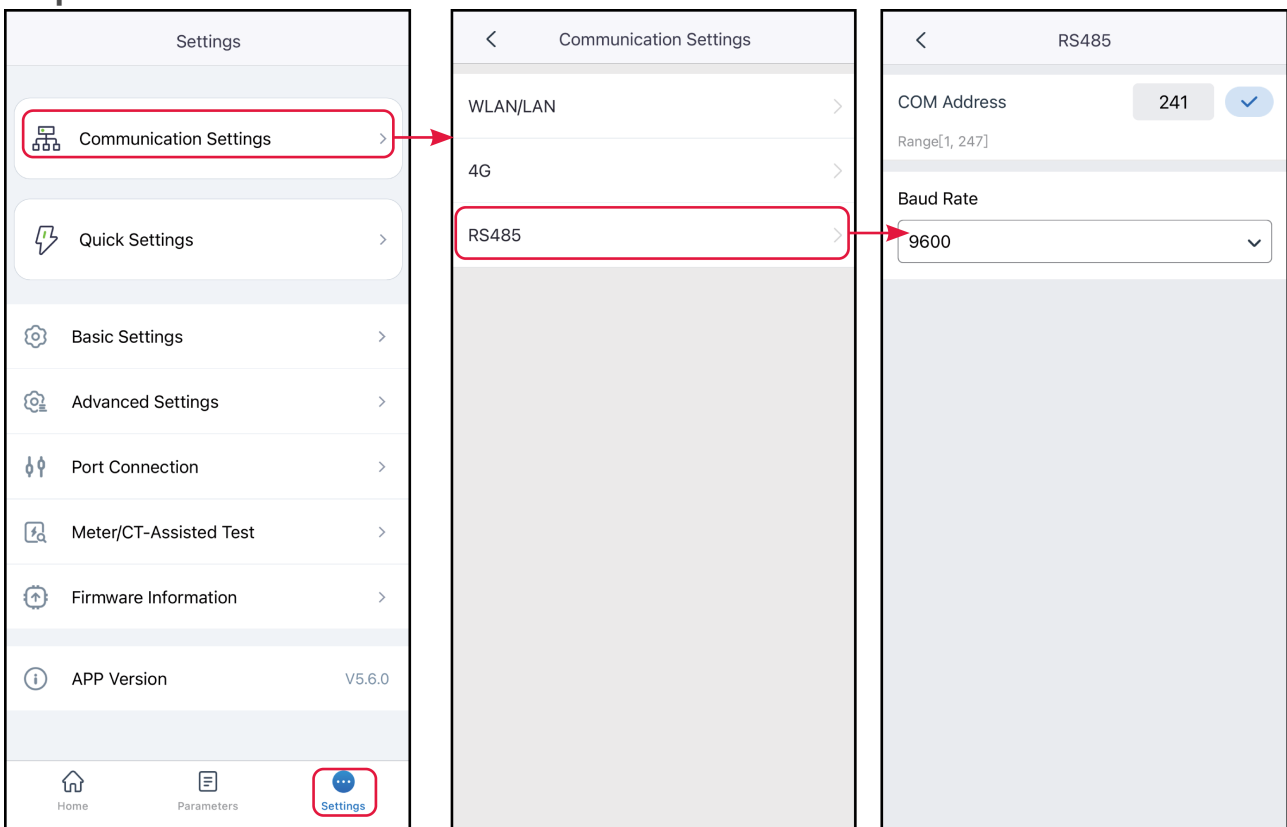 Settings
Communication Settings
Quick Settings
Basic Settings
Advanced Settings
Port Connection
Meter/CT-Assisted Test
Firmware Information
APP Version V5.6.0
Home Parameters Settings
Communication Settings
WLAN/LAN
4G
RS485
RS485
COM Address 241
Range[1, 247]
Baud Rate
9600